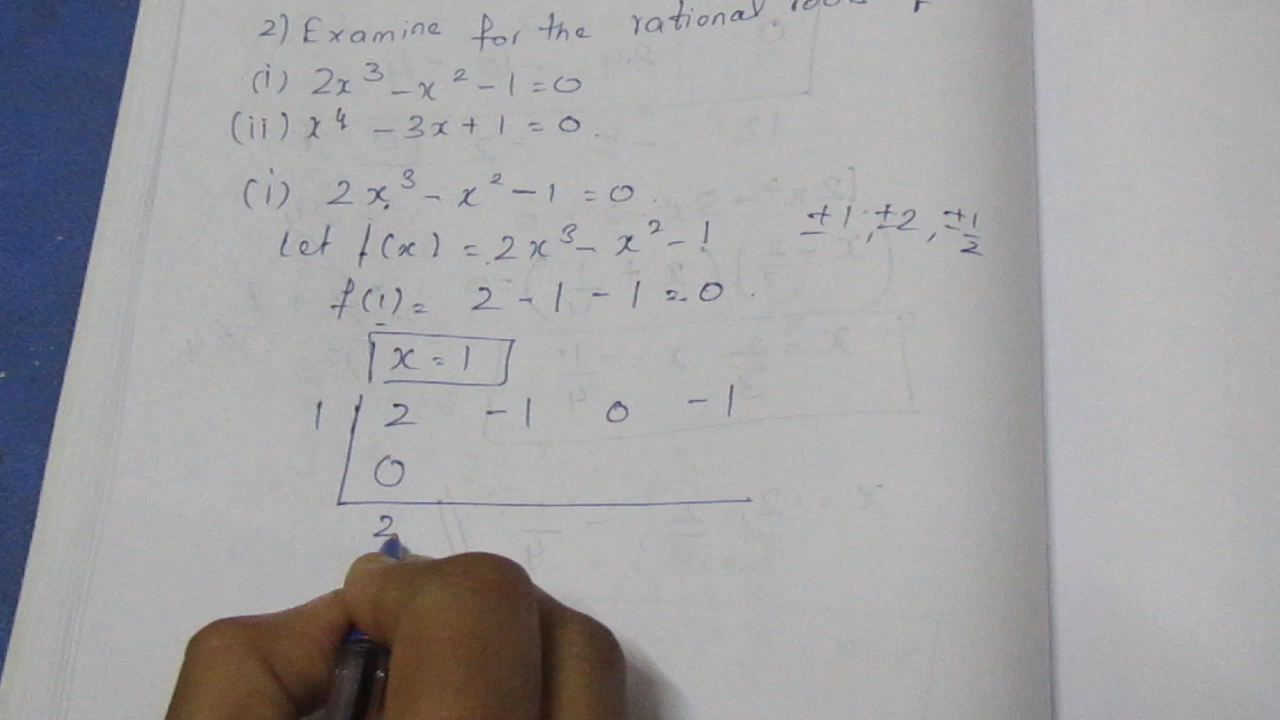 2) Examine for the rational
(i) 2x³ - x² - 1 = 0
(ii) x⁴ - 3x + 1 = 0.
(i) 2x³ - x² - 1 = 0.
±1, ±2, ±1/2
Let f(x) = 2x³ - x² - 1
f(1) = 2 - 1 - 1 = 0.
x = 1
1 | 2 -1 0 -1
0
2